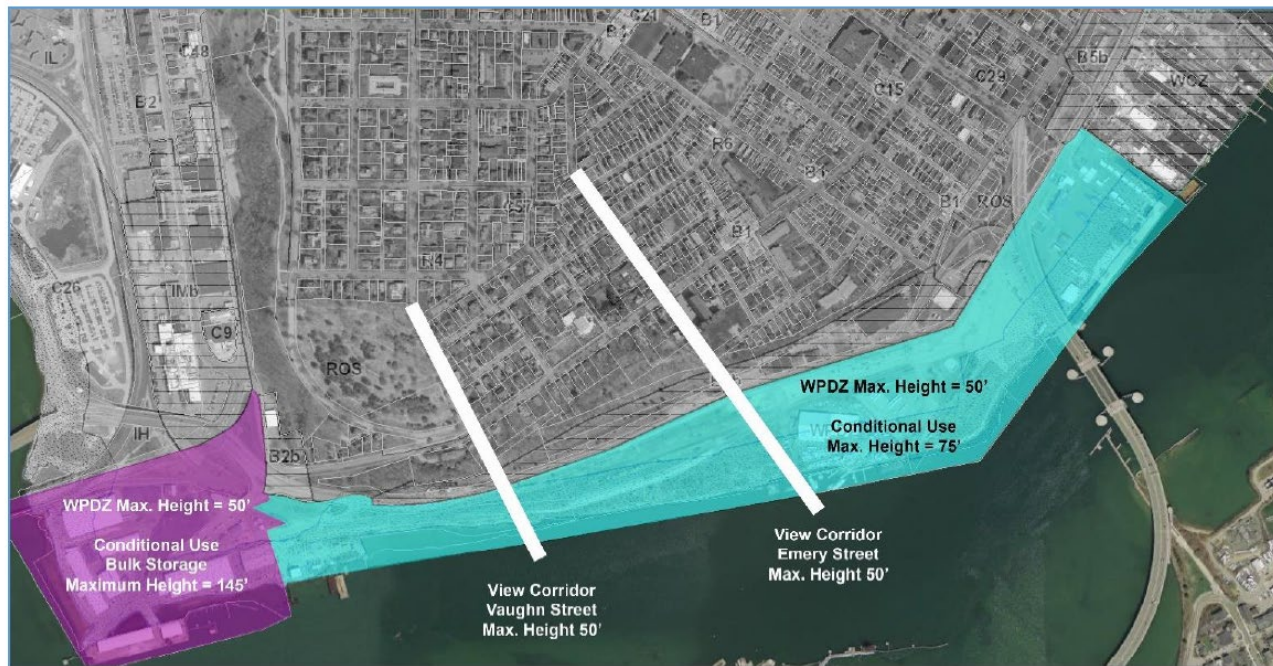 C21
B1
IL
C48
B2
C29
B5b
WCZ
C15
R6
B1
ROS
B1
R4
C26
IMb
C9
ROS
IH
B2b
WPDZ Max. Height = 50’
Conditional Use
Max. Height = 75’
WPDZ Max. Height = 50’
Conditional Use
Bulk Storage
Maximum Height = 145’
View Corridor
Vaughn Street
Max. Height 50’
View Corridor
Emery Street
Max. Height 50’